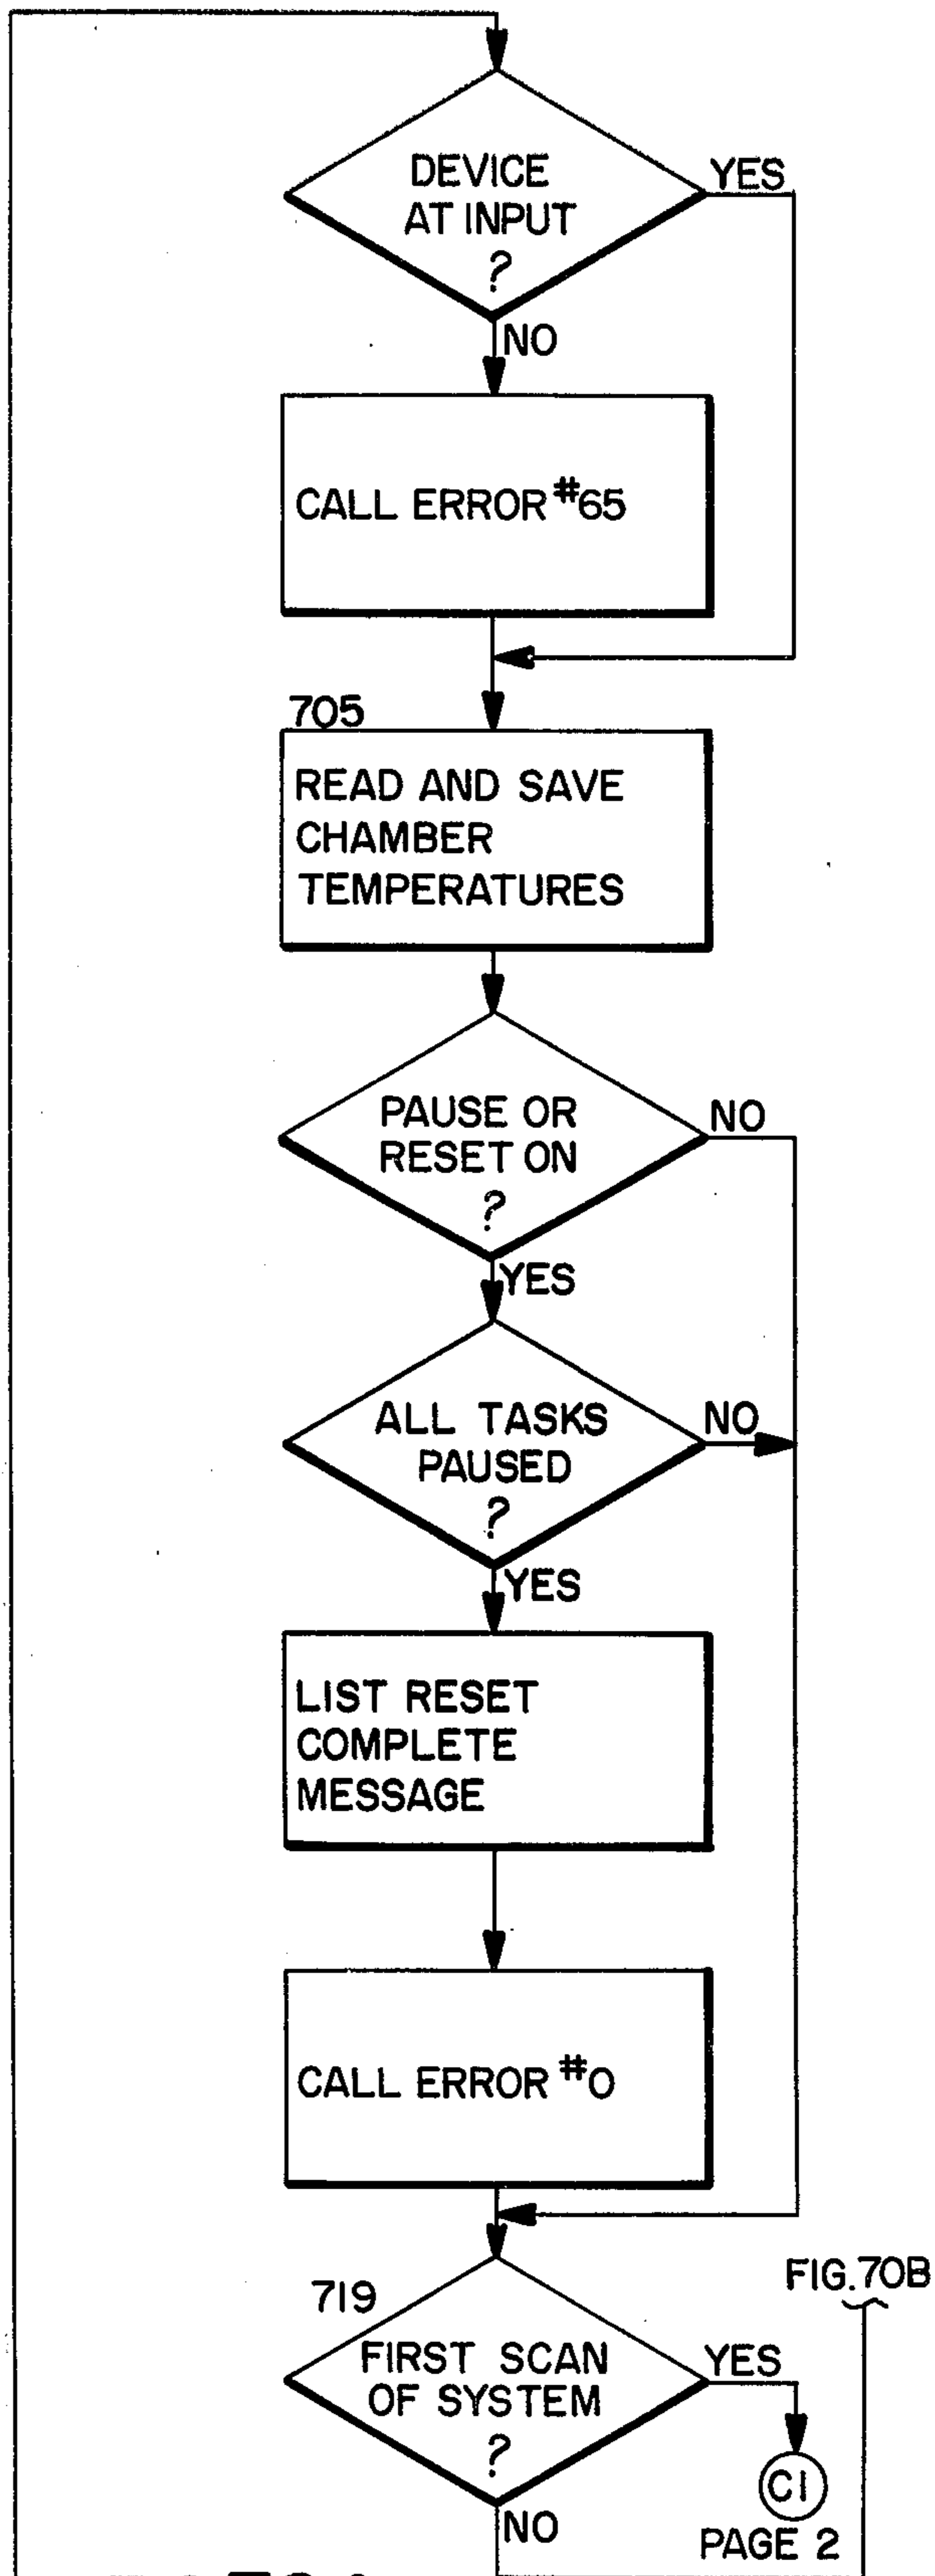 DEVICE
AT INPUT
?
YES
NO
CALL ERROR #65
705
READ AND SAVE
CHAMBER
TEMPERATURES
PAUSE OR
RESET ON
?
NO
YES
ALL TASKS
PAUSED
?
NO
YES
LIST RESET
COMPLETE
MESSAGE
CALL ERROR #0
FIG.70B
719
FIRST SCAN
OF SYSTEM
?
YES
C1
PAGE 2
NO